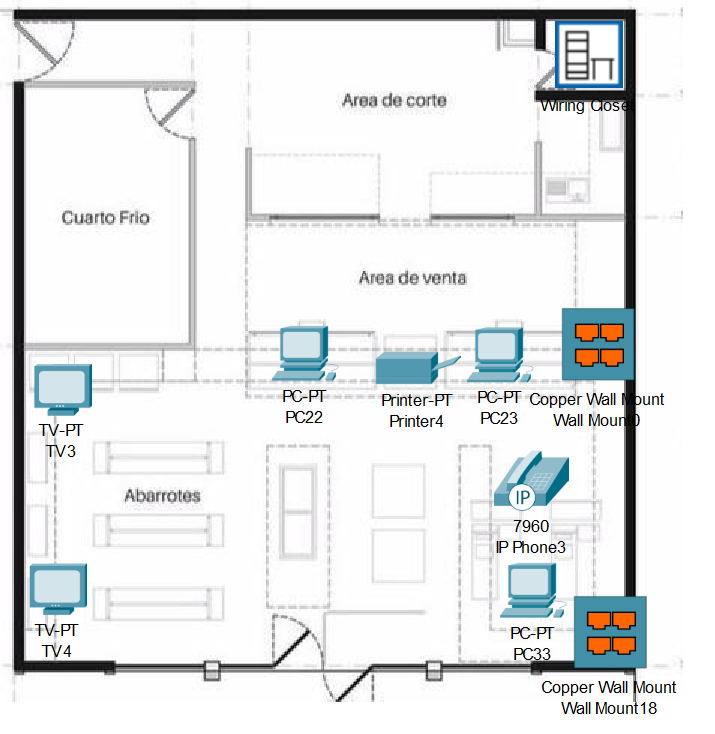 Area de corte
Wiring Close
Cuarto Frio
Area de venta
PC-PT
PC22
Printer-PT
Printer4
PC-PT
PC23
Copper Wall Mount
Wall Mount0
TV-PT
TV3
Abarrotes
IP
7960
IP Phone3
TV-PT
TV4
PC-PT
PC33
Copper Wall Mount
Wall Mount18